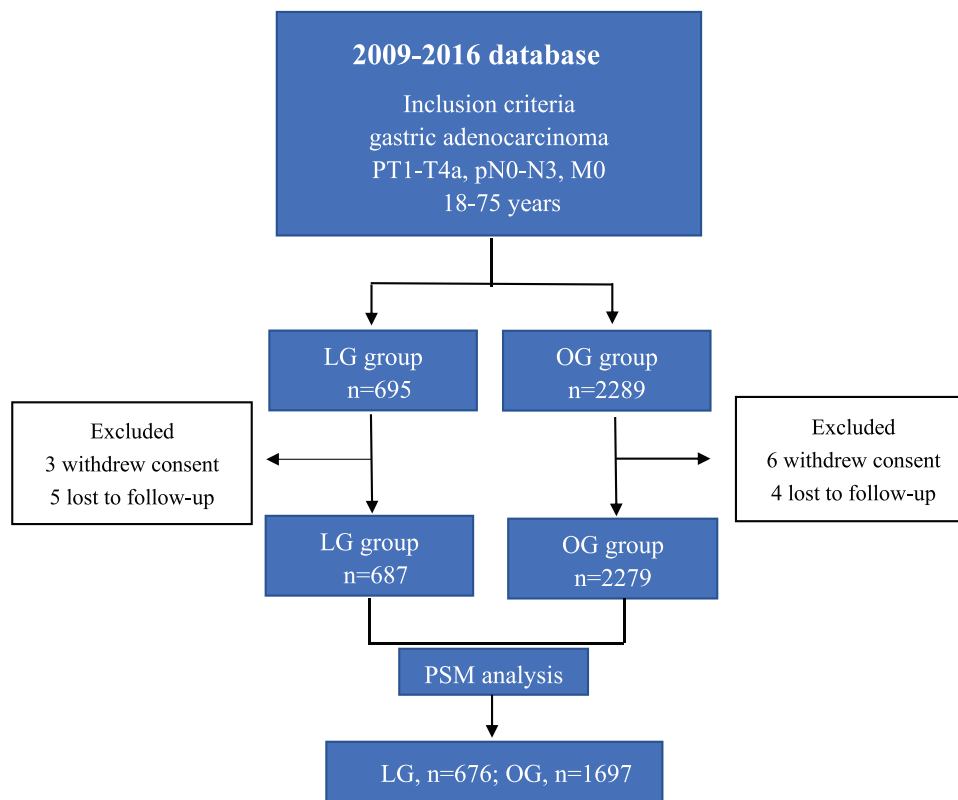 2009-2016 database
Inclusion criteria
gastric adenocarcinoma
PT1-T4a, pN0-N3, M0
18-75 years
LG group
n=695
OG group
n=2289
Excluded
3 withdrew consent
5 lost to follow-up
Excluded
6 withdrew consent
4 lost to follow-up
LG group
n=687
OG group
n=2279
PSM analysis
LG, n=676; OG, n=1697